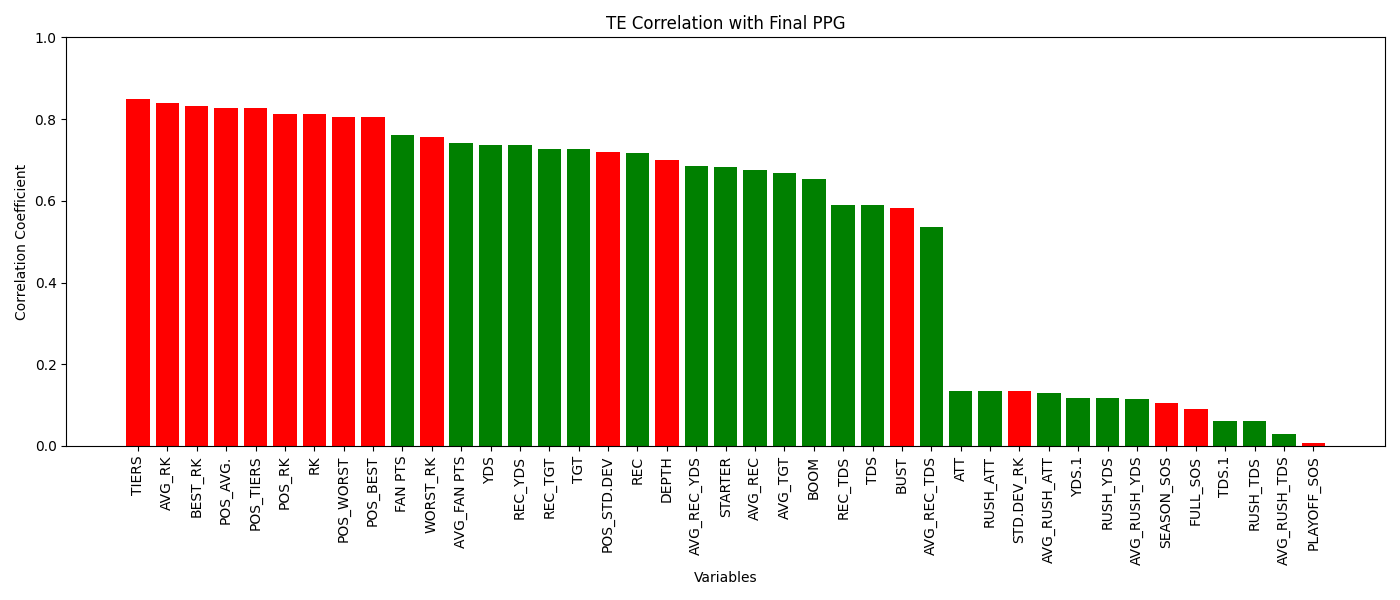 TE Correlation with Final PPG
Correlation Coefficient
1.0
0.8
0.6
0.4
0.2
0.0
TIERS
AVG_RK
BEST_RK
POS_AVG.
POS_TIERS
POS_RK
RK
POS_WORST
POS_BEST
FAN PTS
WORST_RK
AVG_FAN PTS
YDS
REC_YDS
REC_TGT
TGT
POS_STD.DEV
REC
DEPTH
AVG_REC_YDS
STARTER
AVG_REC
AVG_TGT
BOOM
REC_TDS
TDS
BUST
AVG_REC_TDS
ATT
RUSH_ATT
STD.DEV_RK
AVG_RUSH_ATT
YDS.1
RUSH_YDS
AVG_RUSH_YDS
SEASON_SOS
FULL_SOS
TDS.1
RUSH_TDS
AVG_RUSH_TDS
PLAYOFF_SOS
Variables